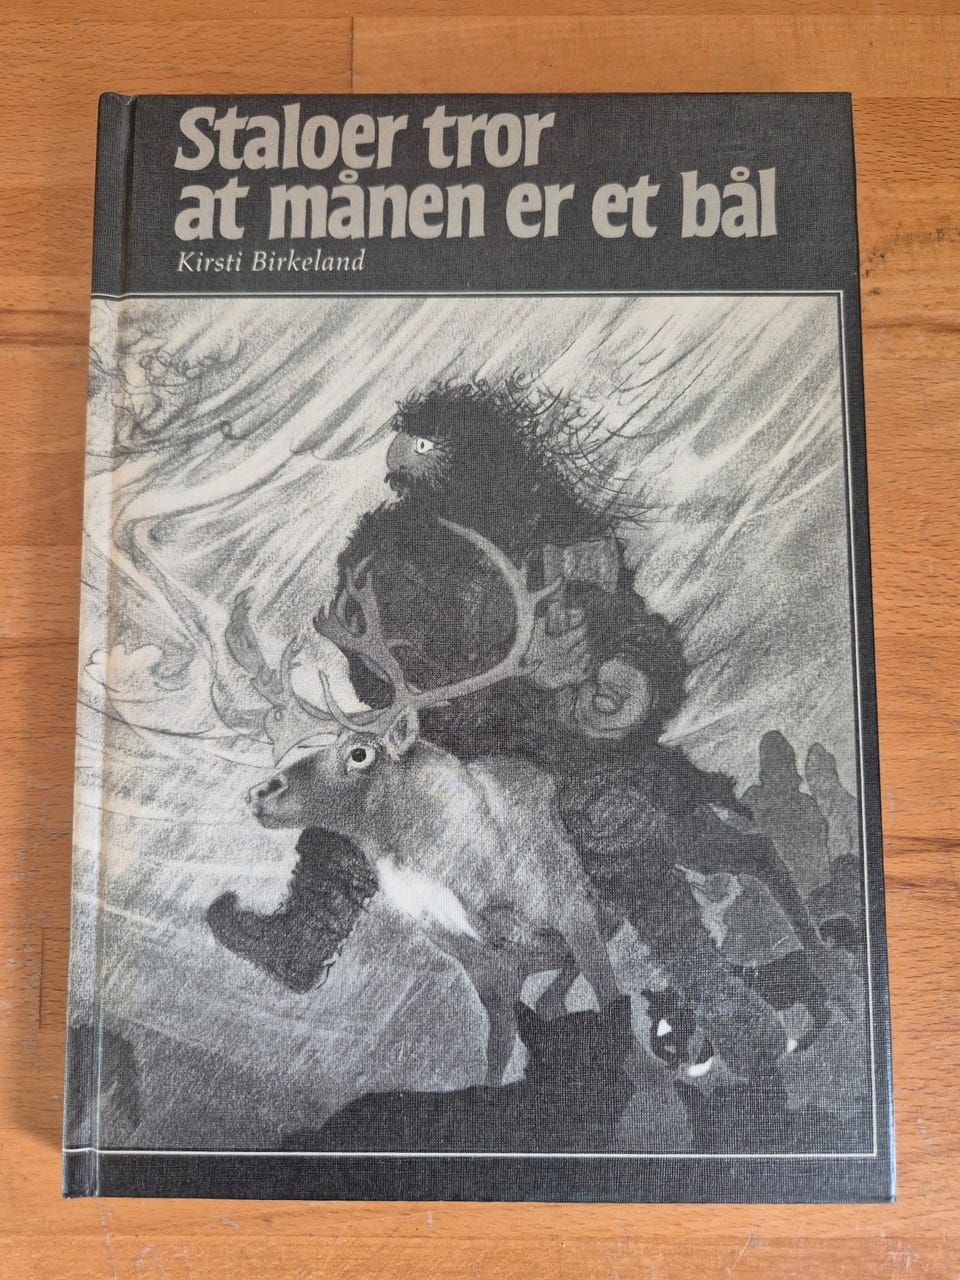 Staloer tror
at månen er et bål
Kirsti Birkeland